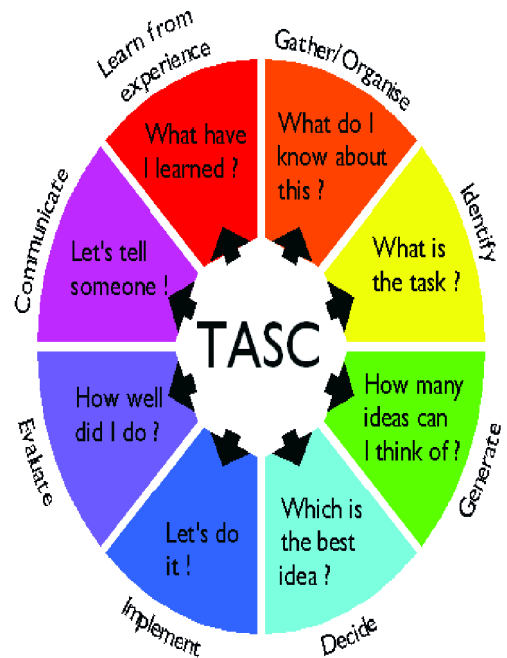 Learn from
experience
Gather/Organise
What have
I learned ?
What do I
know about
this ?
Communicate
Identify
Let's tell
someone !
What is
the task ?
TASC
How well
did I do ?
How many
ideas can
I think of ?
Evaluate
Generate
Let's do
it !
Which is
the best
idea ?
Implement
Decide